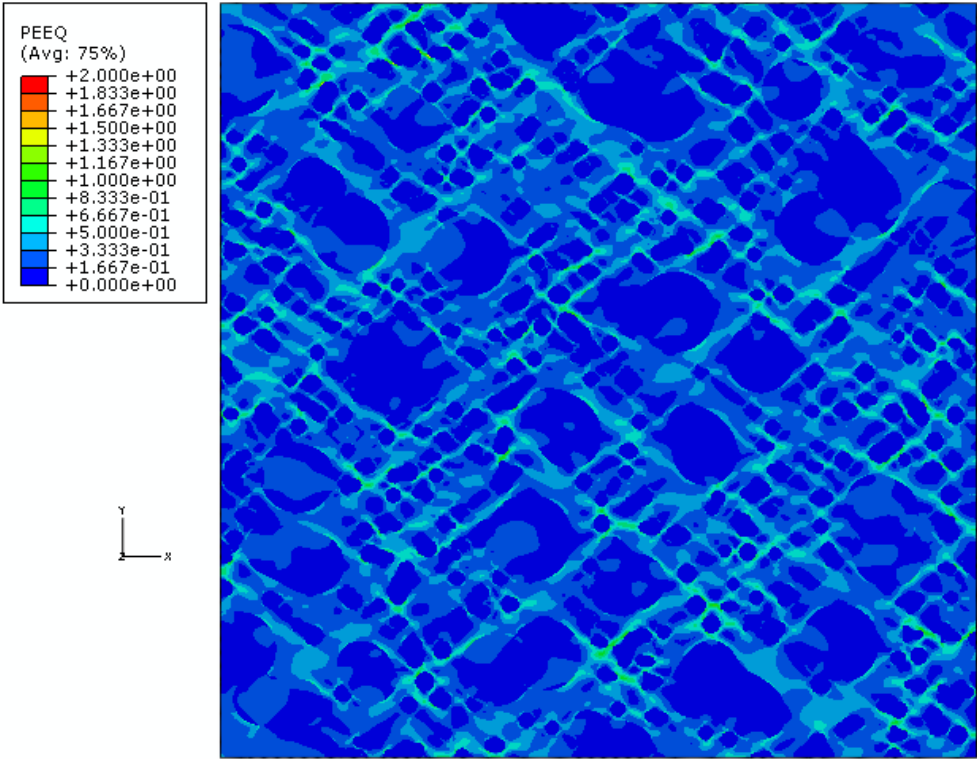 PEEQ
(Avg: 75%)
+2.000e+00
+1.833e+00
+1.667e+00
+1.500e+00
+1.333e+00
+1.167e+00
+1.000e+00
+8.333e-01
+6.667e-01
+5.000e-01
+3.333e-01
+1.667e-01
+0.000e+00
Y
Z X